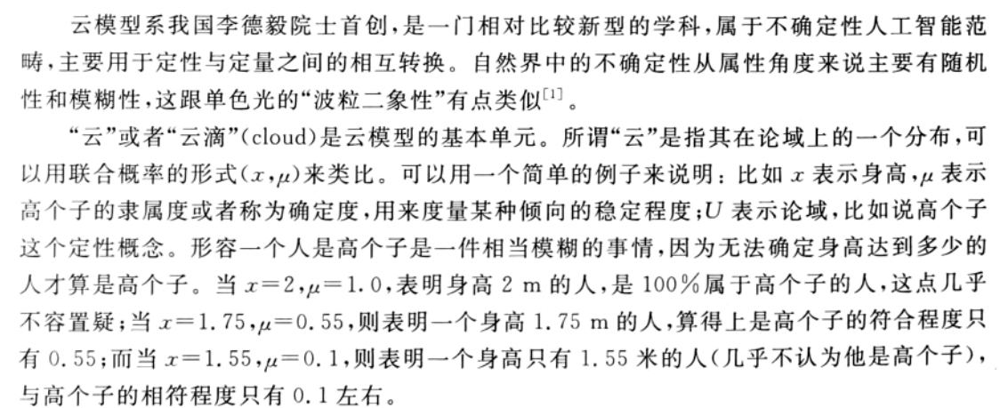 云模型系我国李德毅院士首创,是一门相对比较新型的学科,属于不确定性人工智能范
畴,主要用于定性与定量之间的相互转换。自然界中的不确定性从属性角度来说主要有随机
性和模糊性,这跟单色光的“波粒二象性”有点类似[1]。
“云”或者“云滴”(cloud)是云模型的基本单元。所谓“云”是指其在论域上的一个分布,可
以用联合概率的形式(x,μ)来类比。可以用一个简单的例子来说明：比如 x 表示身高,μ 表示
高个子的隶属度或者称为确定度,用来度量某种倾向的稳定程度;U 表示论域,比如说高个子
这个定性概念。形容一个人是高个子是一件相当模糊的事情,因为无法确定身高达到多少的
人才算是高个子。当 x=2,μ=1.0,表明身高 2 m 的人,是 100%属于高个子的人,这点几乎
不容置疑;当 x=1.75,μ=0.55,则表明一个身高 1.75 m 的人,算得上是高个子的符合程度只
有 0.55;而当 x=1.55,μ=0.1,则表明一个身高只有 1.55 米的人(几乎不认为他是高个子),
与高个子的相符程度只有 0.1 左右。